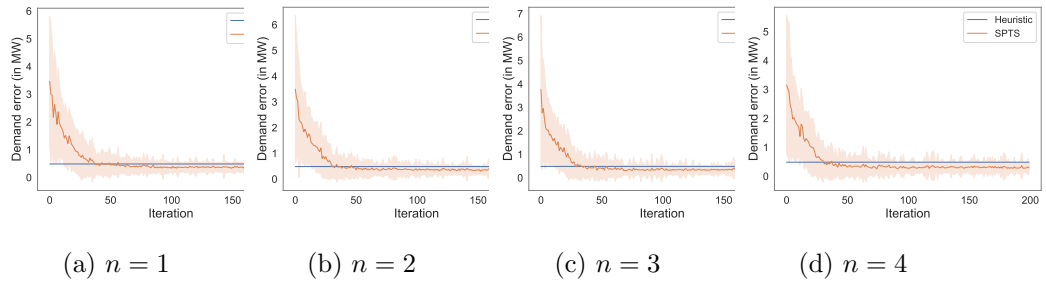 Demand error (in MW)
6
5
4
3
2
1
0
0 50 100 150
Iteration
(a) n = 1
Demand error (in MW)
6
5
4
3
2
1
0
0 50 100 150
Iteration
(b) n = 2
Demand error (in MW)
7
6
5
4
3
2
1
0
0 50 100 150
Iteration
(c) n = 3
Demand error (in MW)
5
4
3
2
1
0
Heuristic
SPTS
0 50 100 150 200
Iteration
(d) n = 4